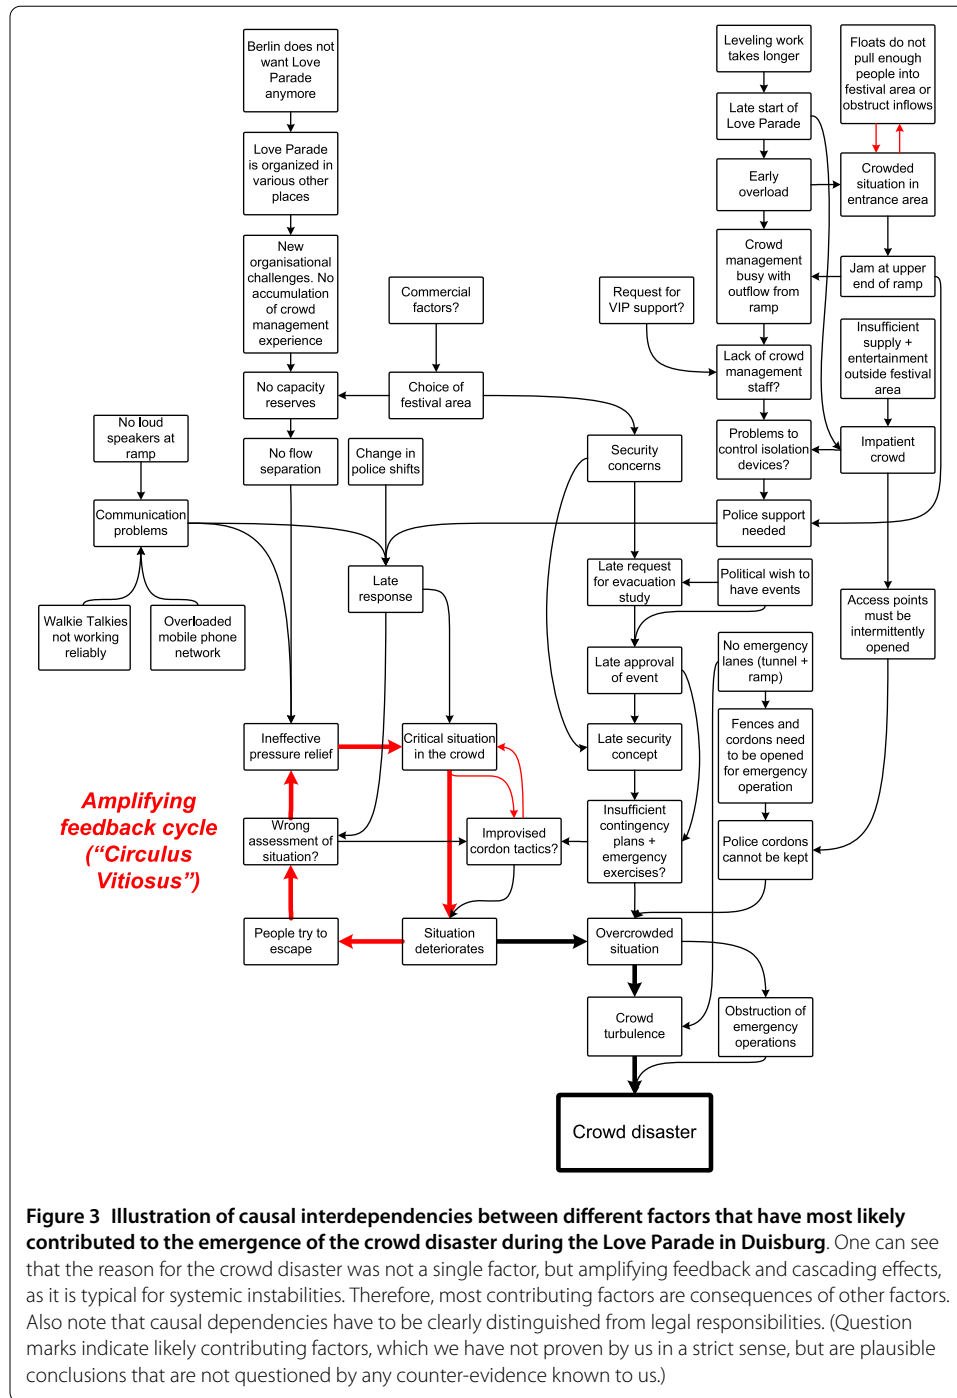 Berlin does not
want Love
Parade
anymore
Leveling work
takes longer
Floats do not
pull enough
people into
festival area or
obstruct inflows
Late start of
Love Parade
Love Parade
is organized in
various other
places
Early
overload
Crowded
situation in
entrance area
New
organisational
challenges. No
accumulation
of crowd
management
experience
Crowd
management
busy with
outflow from
ramp
Jam at upper
end of ramp
Commercial
factors?
Request for
VIP support?
Insufficient
supply +
entertainment
outside festival
area
No capacity
reserves
Choice of
festival area
Lack of crowd
management
staff?
No loud
speakers at
ramp
No flow
separation
Change in
police shifts
Security
concerns
Problems to
control isolation
devices?
Impatient
crowd
Communication
problems
Police support
needed
Late
response
Late request
for evacuation
study
Political wish to
have events
Walkie Talkies
not working
reliably
Overloaded
mobile phone
network
Access points
must be
intermittently
opened
Late approval
of event
No emergency
lanes (tunnel +
ramp)
Ineffective
pressure relief
Critical situation
in the crowd
Late security
concept
Fences and
cordons need
to be opened
for emergency
operation
Amplifying
feedback cycle
(“Circulus
Vitiosus”)
Wrong
assessment of
situation?
Improvised
cordon tactics?
Insufficient
contingency
plans +
emergency
exercises?
Police cordons
cannot be kept
People try to
escape
Situation
deteriorates
Overcrowded
situation
Crowd
turbulence
Obstruction of
emergency
operations
Crowd disaster
Figure 3 Illustration of causal interdependencies between different factors that have most likely
contributed to the emergence of the crowd disaster during the Love Parade in Duisburg. One can see
that the reason for the crowd disaster was not a single factor, but amplifying feedback and cascading effects,
as it is typical for systemic instabilities. Therefore, most contributing factors are consequences of other factors.
Also note that causal dependencies have to be clearly distinguished from legal responsibilities. (Question
marks indicate likely contributing factors, which we have not proven by us in a strict sense, but are plausible
conclusions that are not questioned by any counter-evidence known to us.)